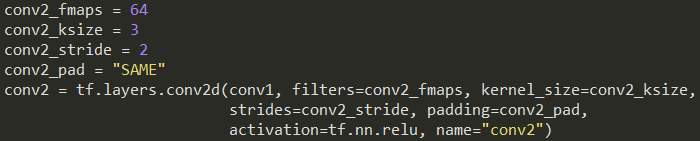 conv2_fmaps = 64
conv2_ksize = 3
conv2_stride = 2
conv2_pad = "SAME"
conv2 = tf.layers.conv2d(conv1, filters=conv2_fmaps, kernel_size=conv2_ksize,
                         strides=conv2_stride, padding=conv2_pad,
                         activation=tf.nn.relu, name="conv2")